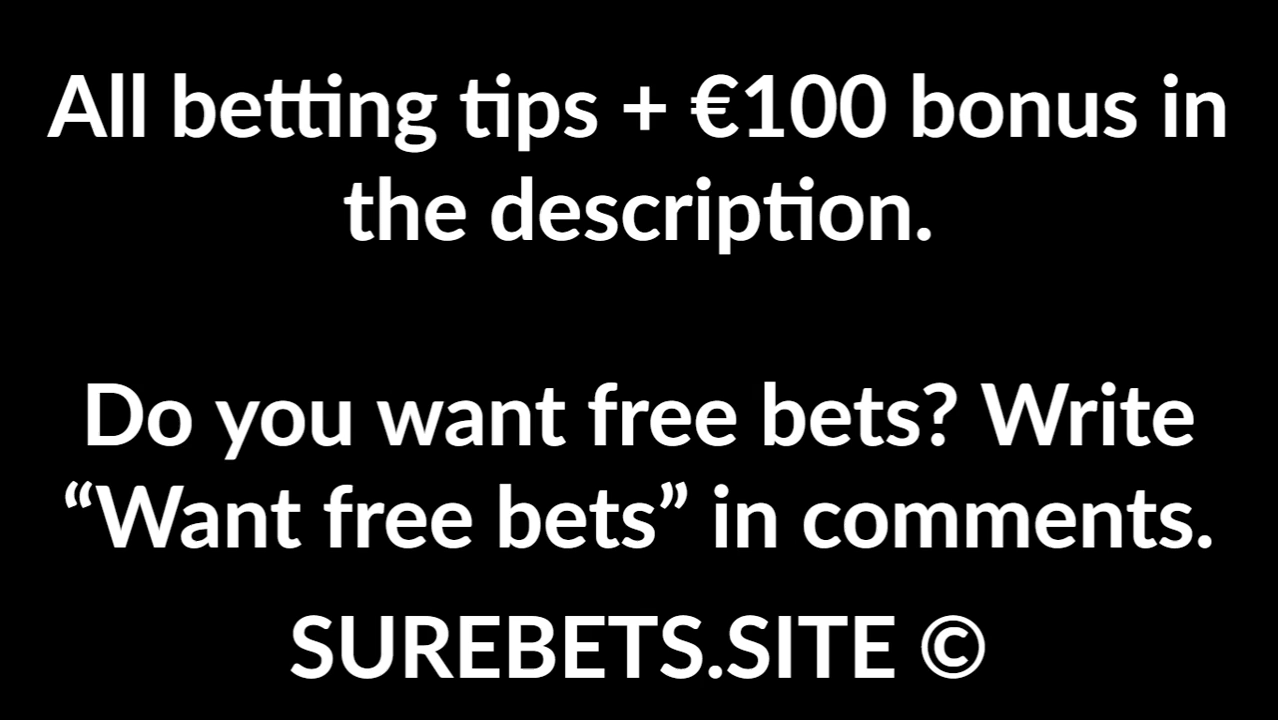 All betting tips + €100 bonus in
the description.
Do you want free bets? Write
“Want free bets” in comments.
SUREBETS.SITE ©